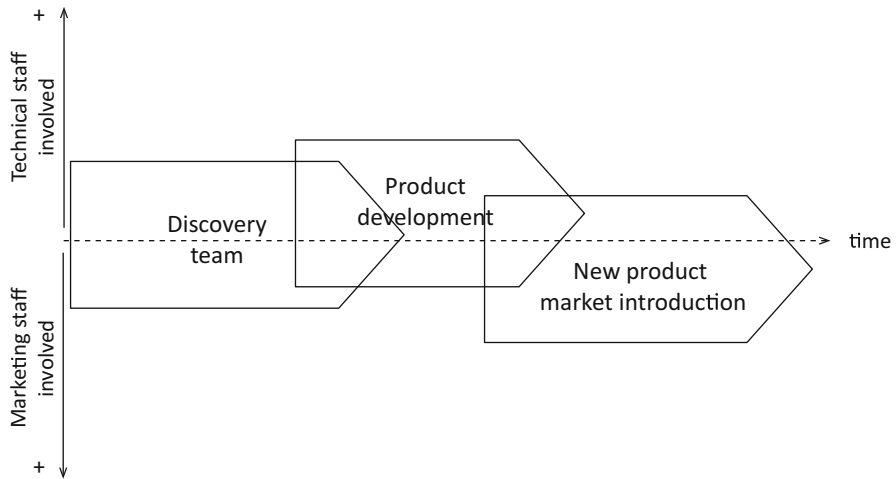 +
Technical staff
involved
Product
development
Discovery
team
time
New product
market introduction
Marketing staff
involved
+